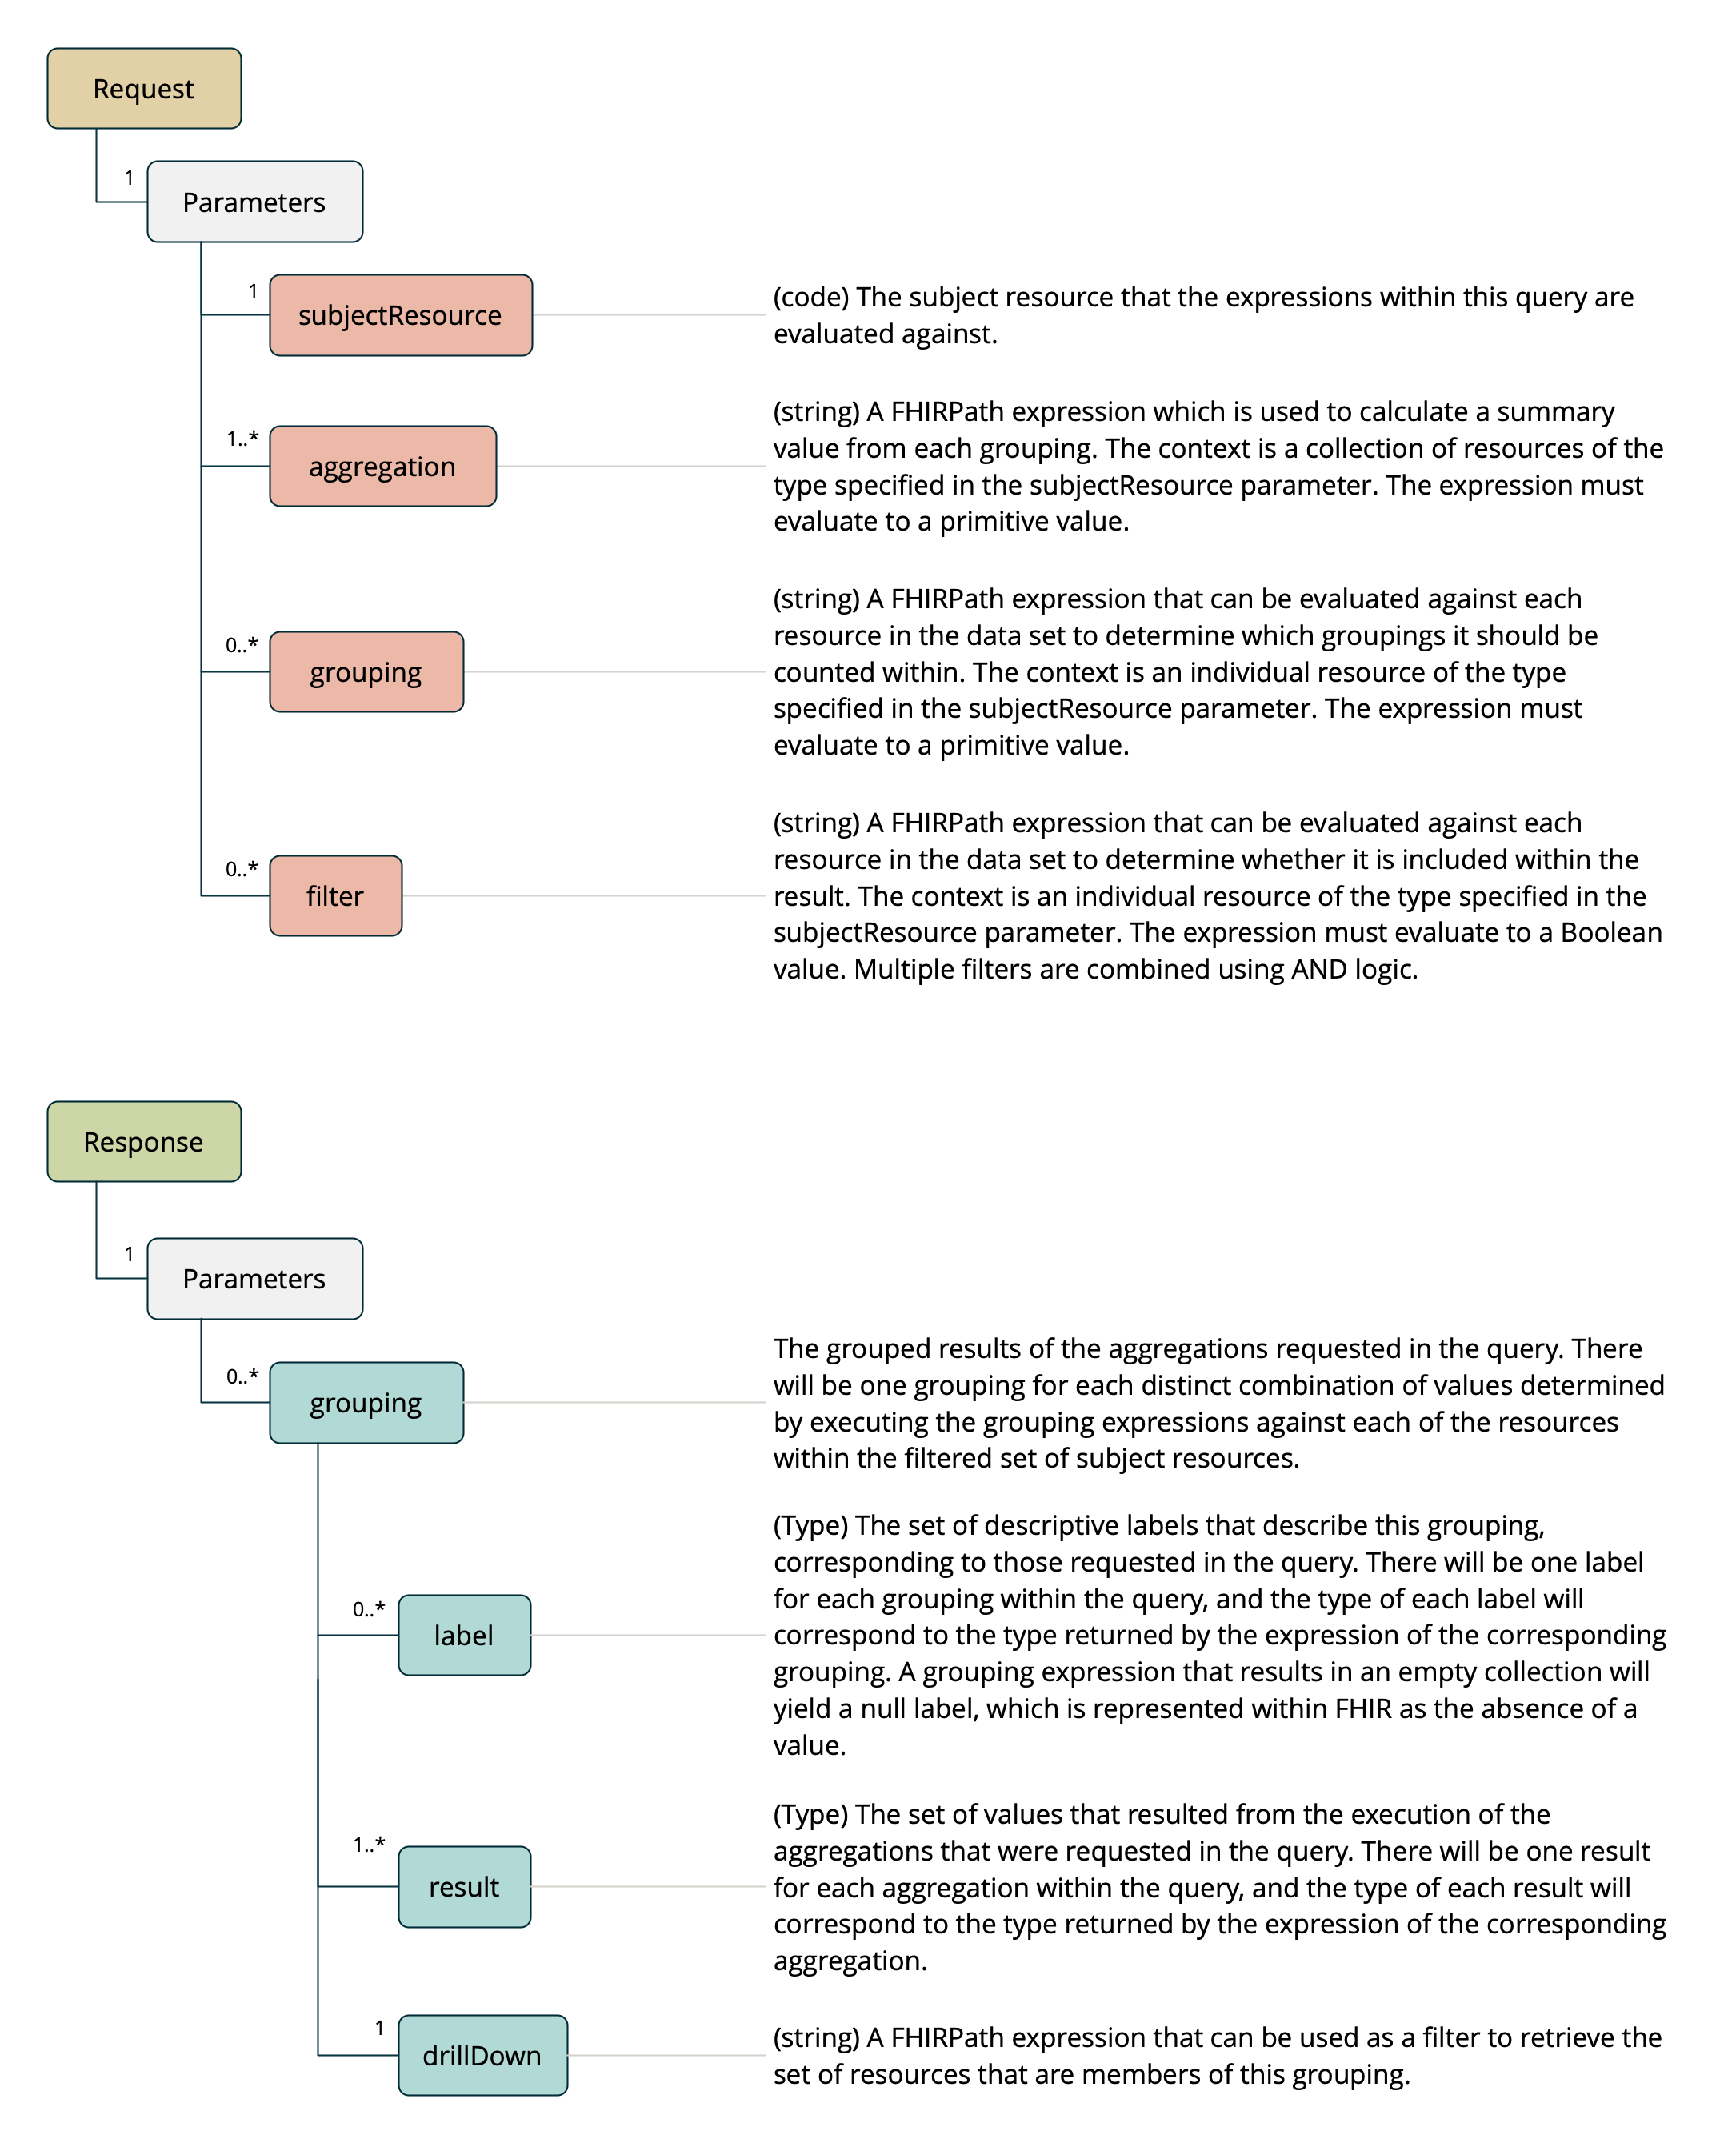 Request
1
Parameters
1
subjectResource
(code) The subject resource that the expressions within this query are
evaluated against.
1..*
aggregation
(string) A FHIRPath expression which is used to calculate a summary
value from each grouping. The context is a collection of resources of the
type specified in the subjectResource parameter. The expression must
evaluate to a primitive value.
0..*
grouping
(string) A FHIRPath expression that can be evaluated against each
resource in the data set to determine which groupings it should be
counted within. The context is an individual resource of the type
specified in the subjectResource parameter. The expression must
evaluate to a primitive value.
0..*
filter
(string) A FHIRPath expression that can be evaluated against each
resource in the data set to determine whether it is included within the
result. The context is an individual resource of the type specified in the
subjectResource parameter. The expression must evaluate to a Boolean
value. Multiple filters are combined using AND logic.
Response
1
Parameters
0..*
grouping
The grouped results of the aggregations requested in the query. There
will be one grouping for each distinct combination of values determined
by executing the grouping expressions against each of the resources
within the filtered set of subject resources.
0..*
label
(Type) The set of descriptive labels that describe this grouping,
corresponding to those requested in the query. There will be one label
for each grouping within the query, and the type of each label will
correspond to the type returned by the expression of the corresponding
grouping. A grouping expression that results in an empty collection will
yield a null label, which is represented within FHIR as the absence of a
value.
1..*
result
(Type) The set of values that resulted from the execution of the
aggregations that were requested in the query. There will be one result
for each aggregation within the query, and the type of each result will
correspond to the type returned by the expression of the corresponding
aggregation.
1
drillDown
(string) A FHIRPath expression that can be used as a filter to retrieve the
set of resources that are members of this grouping.